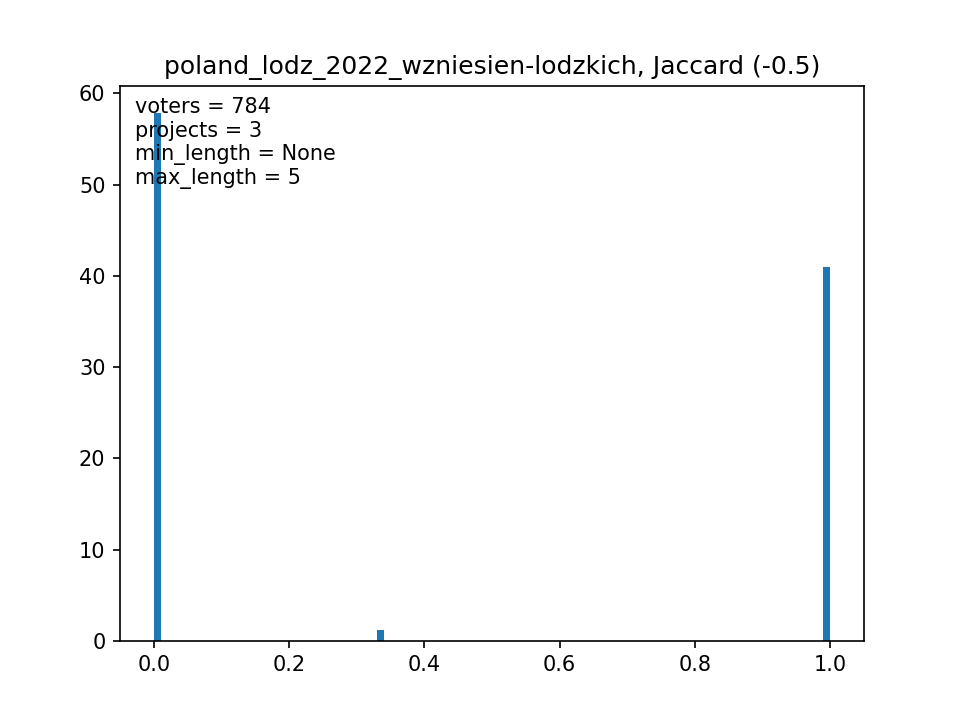 poland_lodz_2022_wzniesien-lodzkich, Jaccard (-0.5)
60
voters = 784
projects = 3
min_length = None
max_length = 5
50
40
30
20
10
0
0.0 0.2 0.4 0.6 0.8 1.0